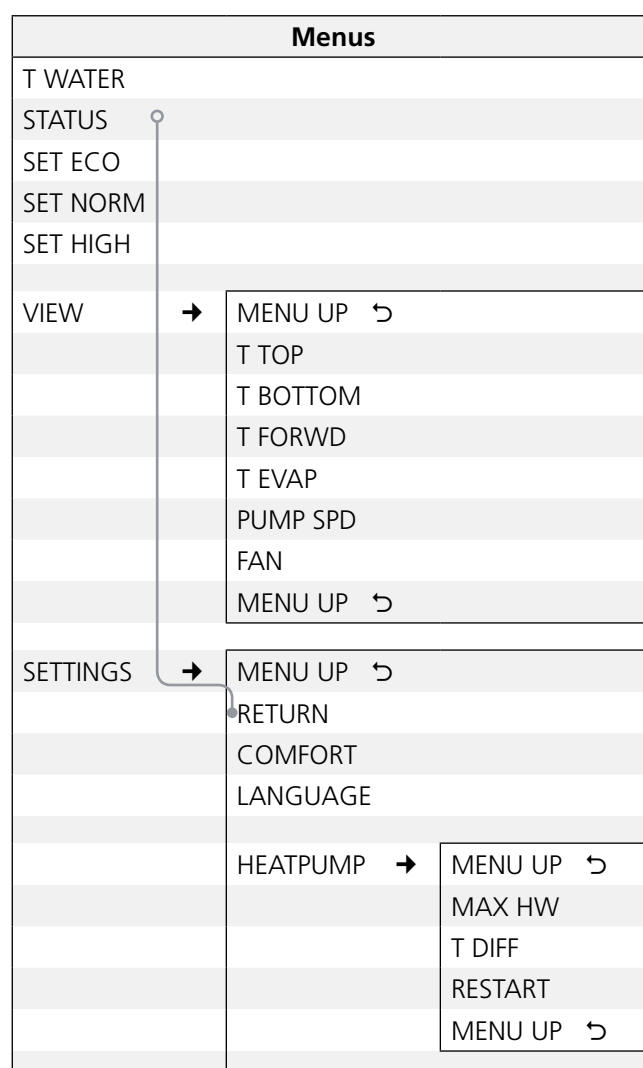 Menus
T WATER
STATUS
SET ECO
SET NORM
SET HIGH
VIEW ➔ MENU UP ⮌
T TOP
T BOTTOM
T FORWD
T EVAP
PUMP SPD
FAN
MENU UP ⮌
SETTINGS ➔ MENU UP ⮌
RETURN
COMFORT
LANGUAGE
HEATPUMP ➔ MENU UP ⮌
MAX HW
T DIFF
RESTART
MENU UP ⮌